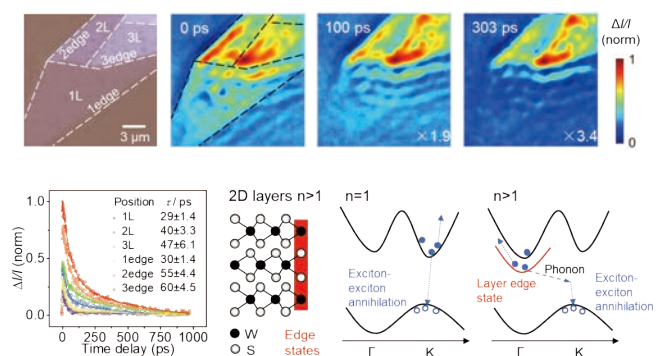 2L
3L
2edge
3edge
1L
1edge
3 μm
0 ps
100 ps
×1.9
303 ps
×3.4
ΔI/I
(norm)
1
0
ΔI/I (norm)
1.0
0.5
0.0
0 250 500 750 1000
Time delay (ps)
Position τ / ps
1L 29±1.4
2L 40±3.3
3L 47±6.1
1edge 30±1.4
2edge 55±4.4
3edge 60±4.5
2D layers n>1
W
S
Edge
states
n=1
Exciton-
exciton
annihilation
Γ K
n>1
Layer edge
state
Phonon
Exciton-exciton
annihilation
Γ K